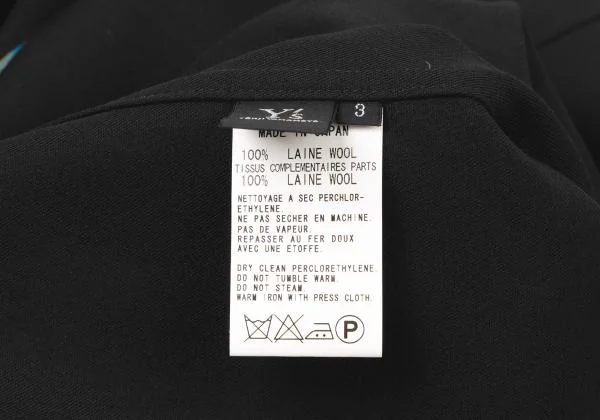 Y's
YOHJI YAMAMOTO
3
MADE IN JAPAN
100% LAINE WOOL
TISSUS COMPLEMENTAIRES PARTS
100% LAINE WOOL
NETTOYAGE A SEC PERCHLOR-
ETHYLENE.
NE PAS SECHER EN MACHINE.
PAS DE VAPEUR.
REPASSER AU FER DOUX
AVEC UNE ETOFFE.
DRY CLEAN PERCLORETHYLENE.
DO NOT TUMBLE WARM.
DO NOT STEAM.
WARM IRON WITH PRESS CLOTH.
P